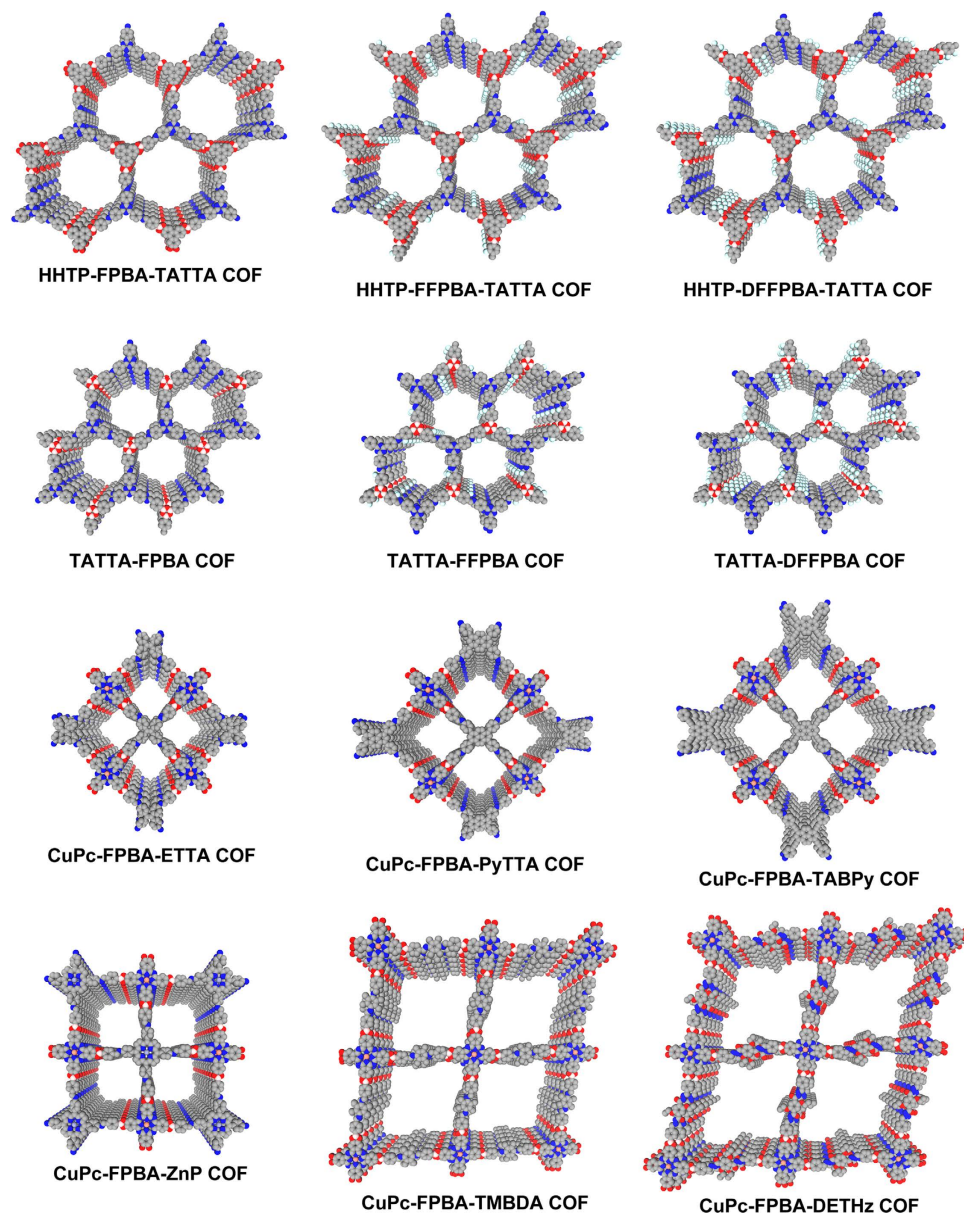 HHTP-FPBA-TATTA COF
HHTP-FFPBA-TATTA COF
HHTP-DFFPBA-TATTA COF
TATTA-FPBA COF
TATTA-FFPBA COF
TATTA-DFFPBA COF
CuPc-FPBA-ETTA COF
CuPc-FPBA-PyTTA COF
CuPc-FPBA-TABPy COF
CuPc-FPBA-ZnP COF
CuPc-FPBA-TMBDA COF
CuPc-FPBA-DETHz COF